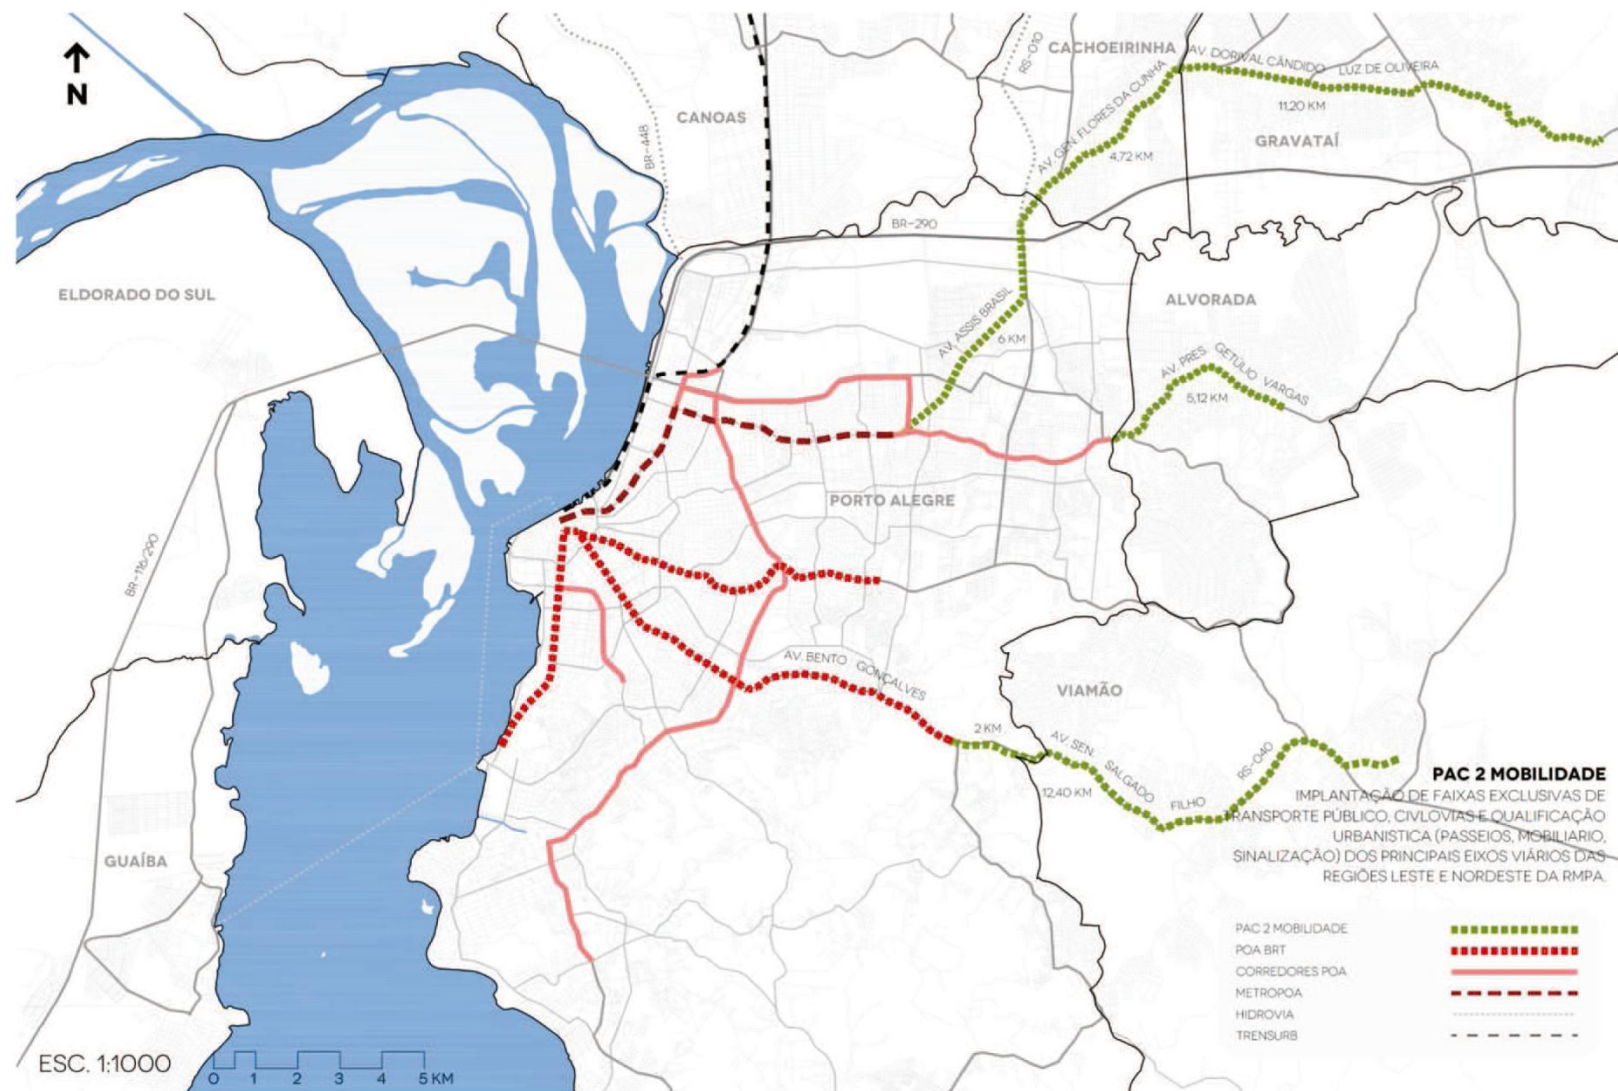 N
CANOAS
CACHOEIRINHA
RS-010
AV. DORIVAL CÂNDIDO LUZ DE OLIVEIRA
11,20 KM
GRAVATAÍ
AV. GEN. FLORES DA CUNHA
4,72 KM
BR-448
BR-290
ELDORADO DO SUL
ALVORADA
AV. ASSIS BRASIL
6 KM
AV. PRES. GETÚLIO VARGAS
5,12 KM
PORTO ALEGRE
BR-116/290
AV. BENTO GONÇALVES
VIAMÃO
2 KM
AV. SEN. SALGADO FILHO
12,40 KM
RS-040
GUAÍBA
PAC 2 MOBILIDADE
IMPLANTAÇÃO DE FAIXAS EXCLUSIVAS DE
TRANSPORTE PÚBLICO, CIVLOVIAS E QUALIFICAÇÃO
URBANISTICA (PASSEIOS, MOBILIARIO,
SINALIZAÇÃO) DOS PRINCIPAIS EIXOS VIÁRIOS DAS
REGIÕES LESTE E NORDESTE DA RMPA.
PAC 2 MOBILIDADE
POA BRT
CORREDORES POA
METROPOA
HIDROVIA
TRENSURB
ESC. 1:1000
0 1 2 3 4 5 KM